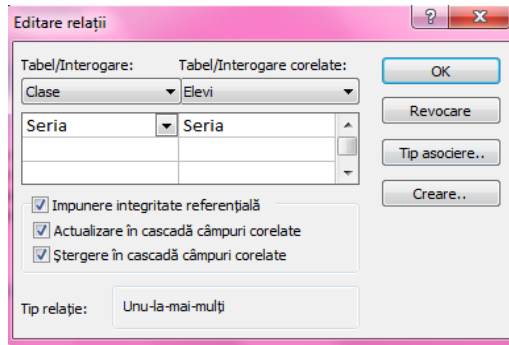 Editare relații
Tabel/Interogare: Tabel/Interogare corelate:
Clase Elevi
Seria Seria
OK
Revocare
Tip asociere..
Creare..
Impunere integritate referențială
Actualizare în cascadă câmpuri corelate
Ștergere în cascadă câmpuri corelate
Tip relație: Unu-la-mai-mulți